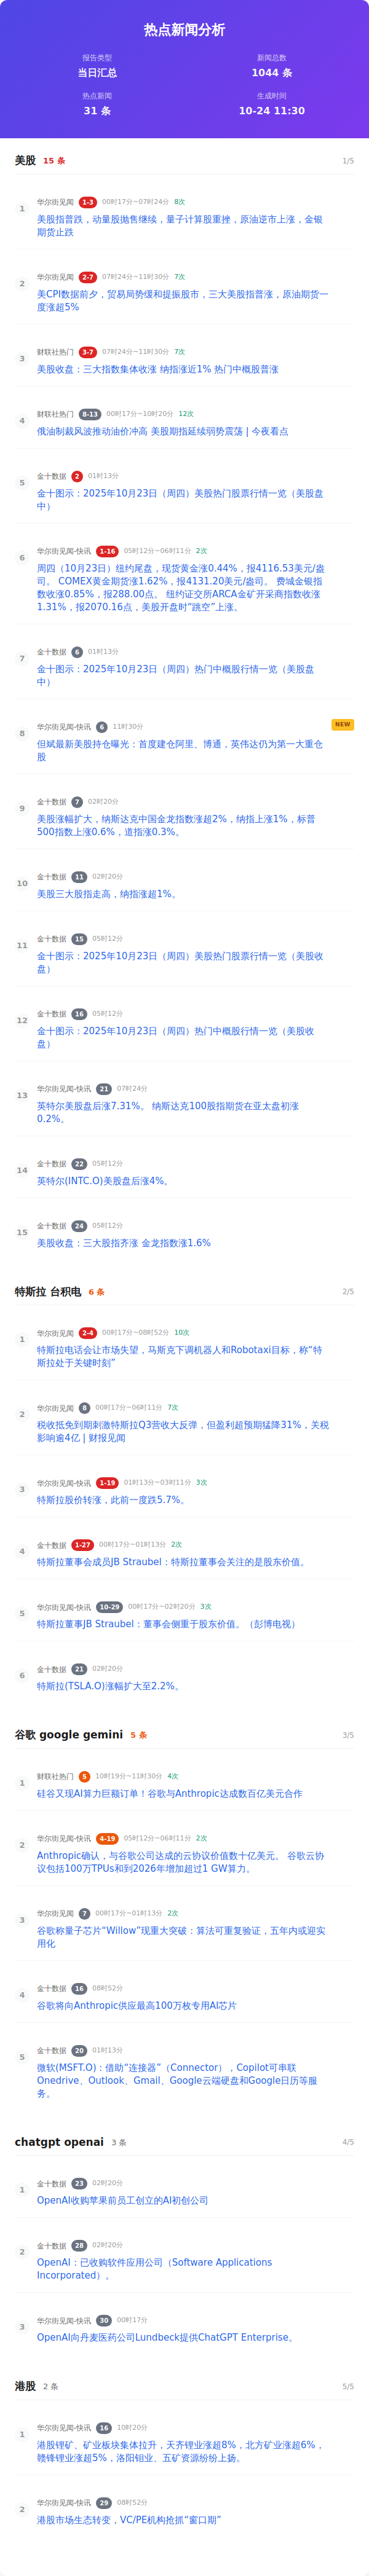 热点新闻分析
报告类型
当日汇总
新闻总数
1044 条
热点新闻
31 条
生成时间
10-24 11:30
美股 15 条 1/5
1
华尔街见闻 1-3 00时17分~07时24分 8次
美股指普跌，动量股抛售继续，量子计算股重挫，原油逆市上涨，金银
期货止跌
2
华尔街见闻 2-7 07时24分~11时30分 7次
美CPI数据前夕，贸易局势缓和提振股市，三大美股指普涨，原油期货一
度涨超5%
3
财联社热门 3-7 07时24分~11时30分 7次
美股收盘：三大指数集体收涨 纳指涨近1% 热门中概股普涨
4
财联社热门 8-13 00时17分~10时20分 12次
俄油制裁风波推动油价冲高 美股期指延续弱势震荡 | 今夜看点
5
金十数据 2 01时13分
金十图示：2025年10月23日（周四）美股热门股票行情一览（美股盘
中）
6
华尔街见闻-快讯 1-16 05时12分~06时11分 2次
周四（10月23日）纽约尾盘，现货黄金涨0.44%，报4116.53美元/盎
司。 COMEX黄金期货涨1.62%，报4131.20美元/盎司。 费城金银指
数收涨0.85%，报288.00点。 纽约证交所ARCA金矿开采商指数收涨
1.31%，报2070.16点，美股开盘时“跳空”上涨。
7
金十数据 6 01时13分
金十图示：2025年10月23日（周四）热门中概股行情一览（美股盘
中）
8
华尔街见闻-快讯 6 11时30分 NEW
但斌最新美股持仓曝光：首度建仓阿里、博通，英伟达仍为第一大重仓
股
9
金十数据 7 02时20分
美股涨幅扩大，纳斯达克中国金龙指数涨超2%，纳指上涨1%，标普
500指数上涨0.6%，道指涨0.3%。
10
金十数据 11 02时20分
美股三大股指走高，纳指涨超1%。
11
金十数据 15 05时12分
金十图示：2025年10月23日（周四）美股热门股票行情一览（美股收
盘）
12
金十数据 16 05时12分
金十图示：2025年10月23日（周四）热门中概股行情一览（美股收
盘）
13
华尔街见闻-快讯 21 07时24分
英特尔美股盘后涨7.31%。 纳斯达克100股指期货在亚太盘初涨
0.2%。
14
金十数据 22 05时12分
英特尔(INTC.O)美股盘后涨4%。
15
金十数据 24 05时12分
美股收盘：三大股指齐涨 金龙指数涨1.6%
特斯拉 台积电 6 条 2/5
1
华尔街见闻 2-4 00时17分~08时52分 10次
特斯拉电话会让市场失望，马斯克下调机器人和Robotaxi目标，称“特
斯拉处于关键时刻”
2
华尔街见闻 8 00时17分~06时11分 7次
税收抵免到期刺激特斯拉Q3营收大反弹，但盈利超预期猛降31%，关税
影响逾4亿 | 财报见闻
3
华尔街见闻-快讯 1-19 01时13分~03时11分 3次
特斯拉股价转涨，此前一度跌5.7%。
4
金十数据 1-27 00时17分~01时13分 2次
特斯拉董事会成员JB Straubel：特斯拉董事会关注的是股东价值。
5
华尔街见闻-快讯 10-29 00时17分~02时20分 3次
特斯拉董事JB Straubel：董事会侧重于股东价值。（彭博电视）
6
金十数据 21 02时20分
特斯拉(TSLA.O)涨幅扩大至2.2%。
谷歌 google gemini 5 条 3/5
1
财联社热门 5 10时19分~11时30分 4次
硅谷又现AI算力巨额订单！谷歌与Anthropic达成数百亿美元合作
2
华尔街见闻-快讯 4-19 05时12分~06时11分 2次
Anthropic确认，与谷歌公司达成的云协议价值数十亿美元。 谷歌云协
议包括100万TPUs和到2026年增加超过1 GW算力。
3
华尔街见闻 7 00时17分~01时13分 2次
谷歌称量子芯片“Willow”现重大突破：算法可重复验证，五年内或迎实
用化
4
金十数据 16 08时52分
谷歌将向Anthropic供应最高100万枚专用AI芯片
5
金十数据 20 01时13分
微软(MSFT.O)：借助“连接器”（Connector），Copilot可串联
Onedrive、Outlook、Gmail、Google云端硬盘和Google日历等服
务。
chatgpt openai 3 条 4/5
1
金十数据 23 02时20分
OpenAI收购苹果前员工创立的AI初创公司
2
金十数据 28 02时20分
OpenAI：已收购软件应用公司（Software Applications
Incorporated）。
3
华尔街见闻-快讯 30 00时17分
OpenAI向丹麦医药公司Lundbeck提供ChatGPT Enterprise。
港股 2 条 5/5
1
华尔街见闻-快讯 16 10时20分
港股锂矿、矿业板块集体拉升，天齐锂业涨超8%，北方矿业涨超6%，
赣锋锂业涨超5%，洛阳钼业、五矿资源纷纷上扬。
2
华尔街见闻-快讯 29 08时52分
港股市场生态转变，VC/PE机构抢抓“窗口期”